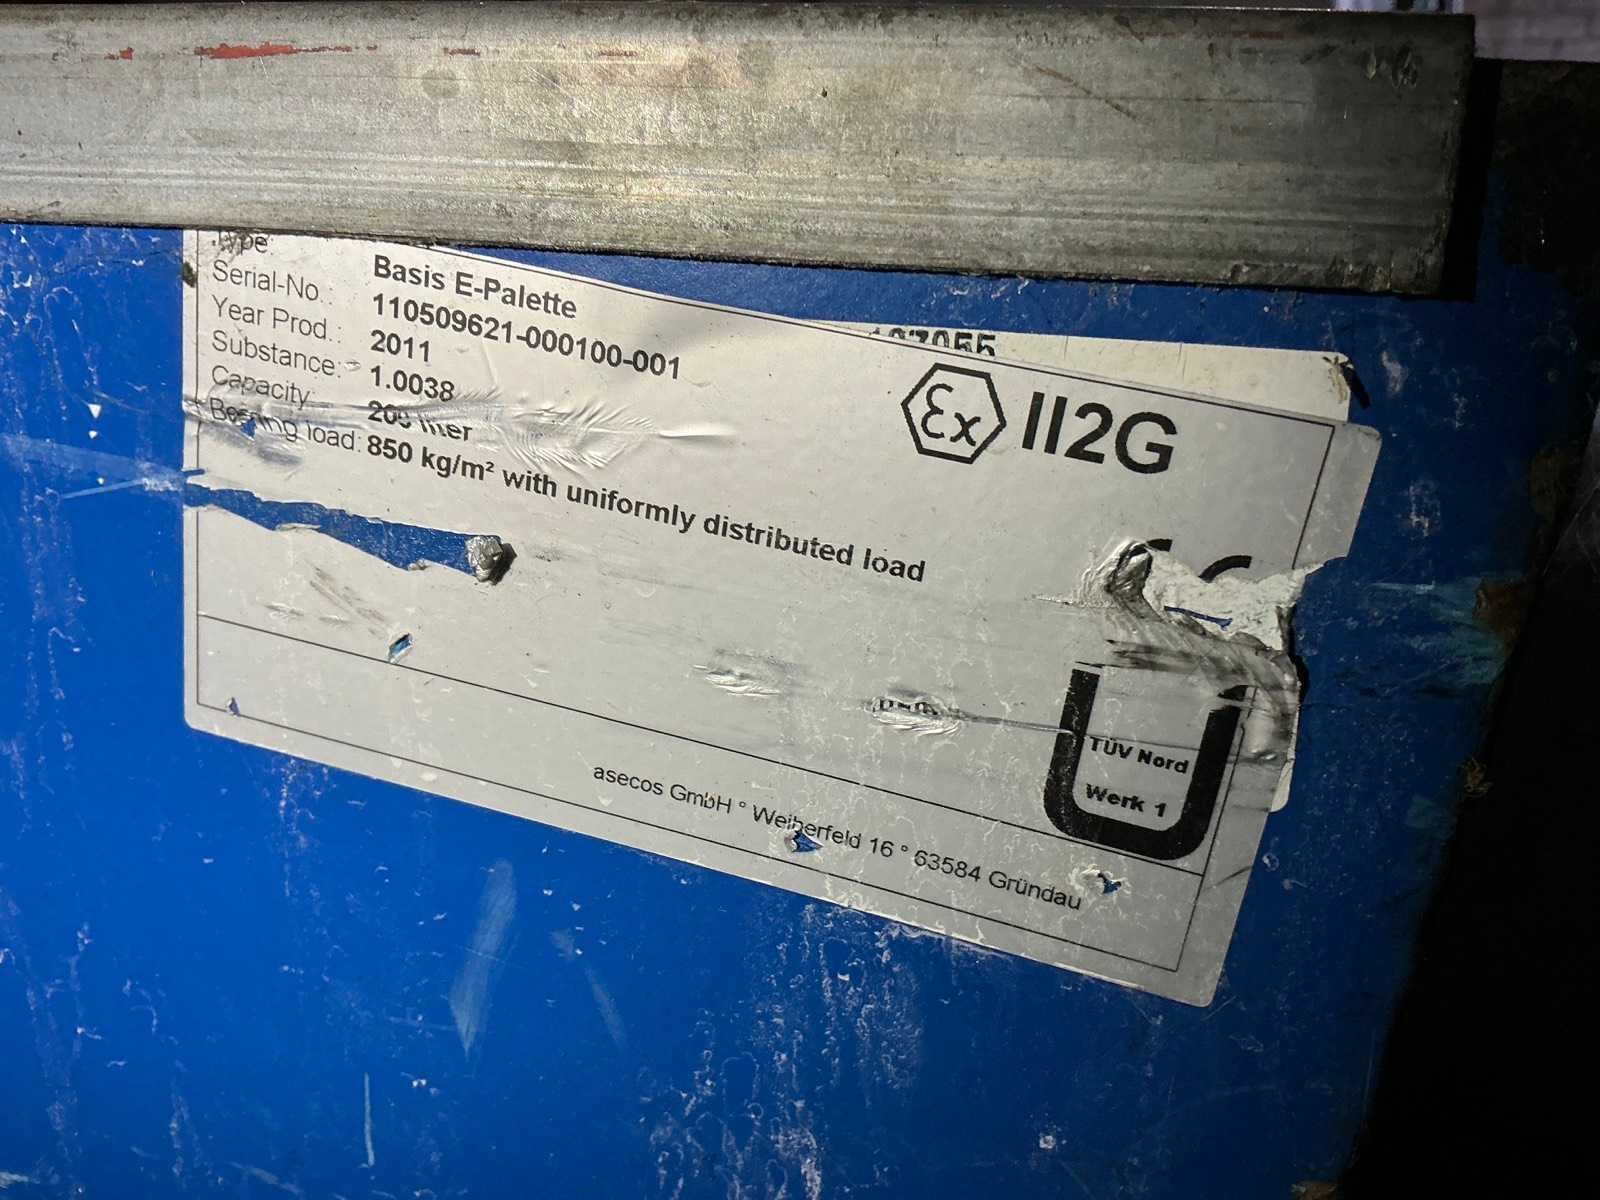 Type:
Basis E-Palette
Serial-No.:
110509621-000100-001
Year Prod.:
2011
Substance:
1.0038
Capacity:
liter
Bearing load:
850 kg/m² with uniformly distributed load
Ex II2G
TÜV Nord
Werk 1
asecos GmbH ° Weiherfeld 16 ° 63584 Gründau